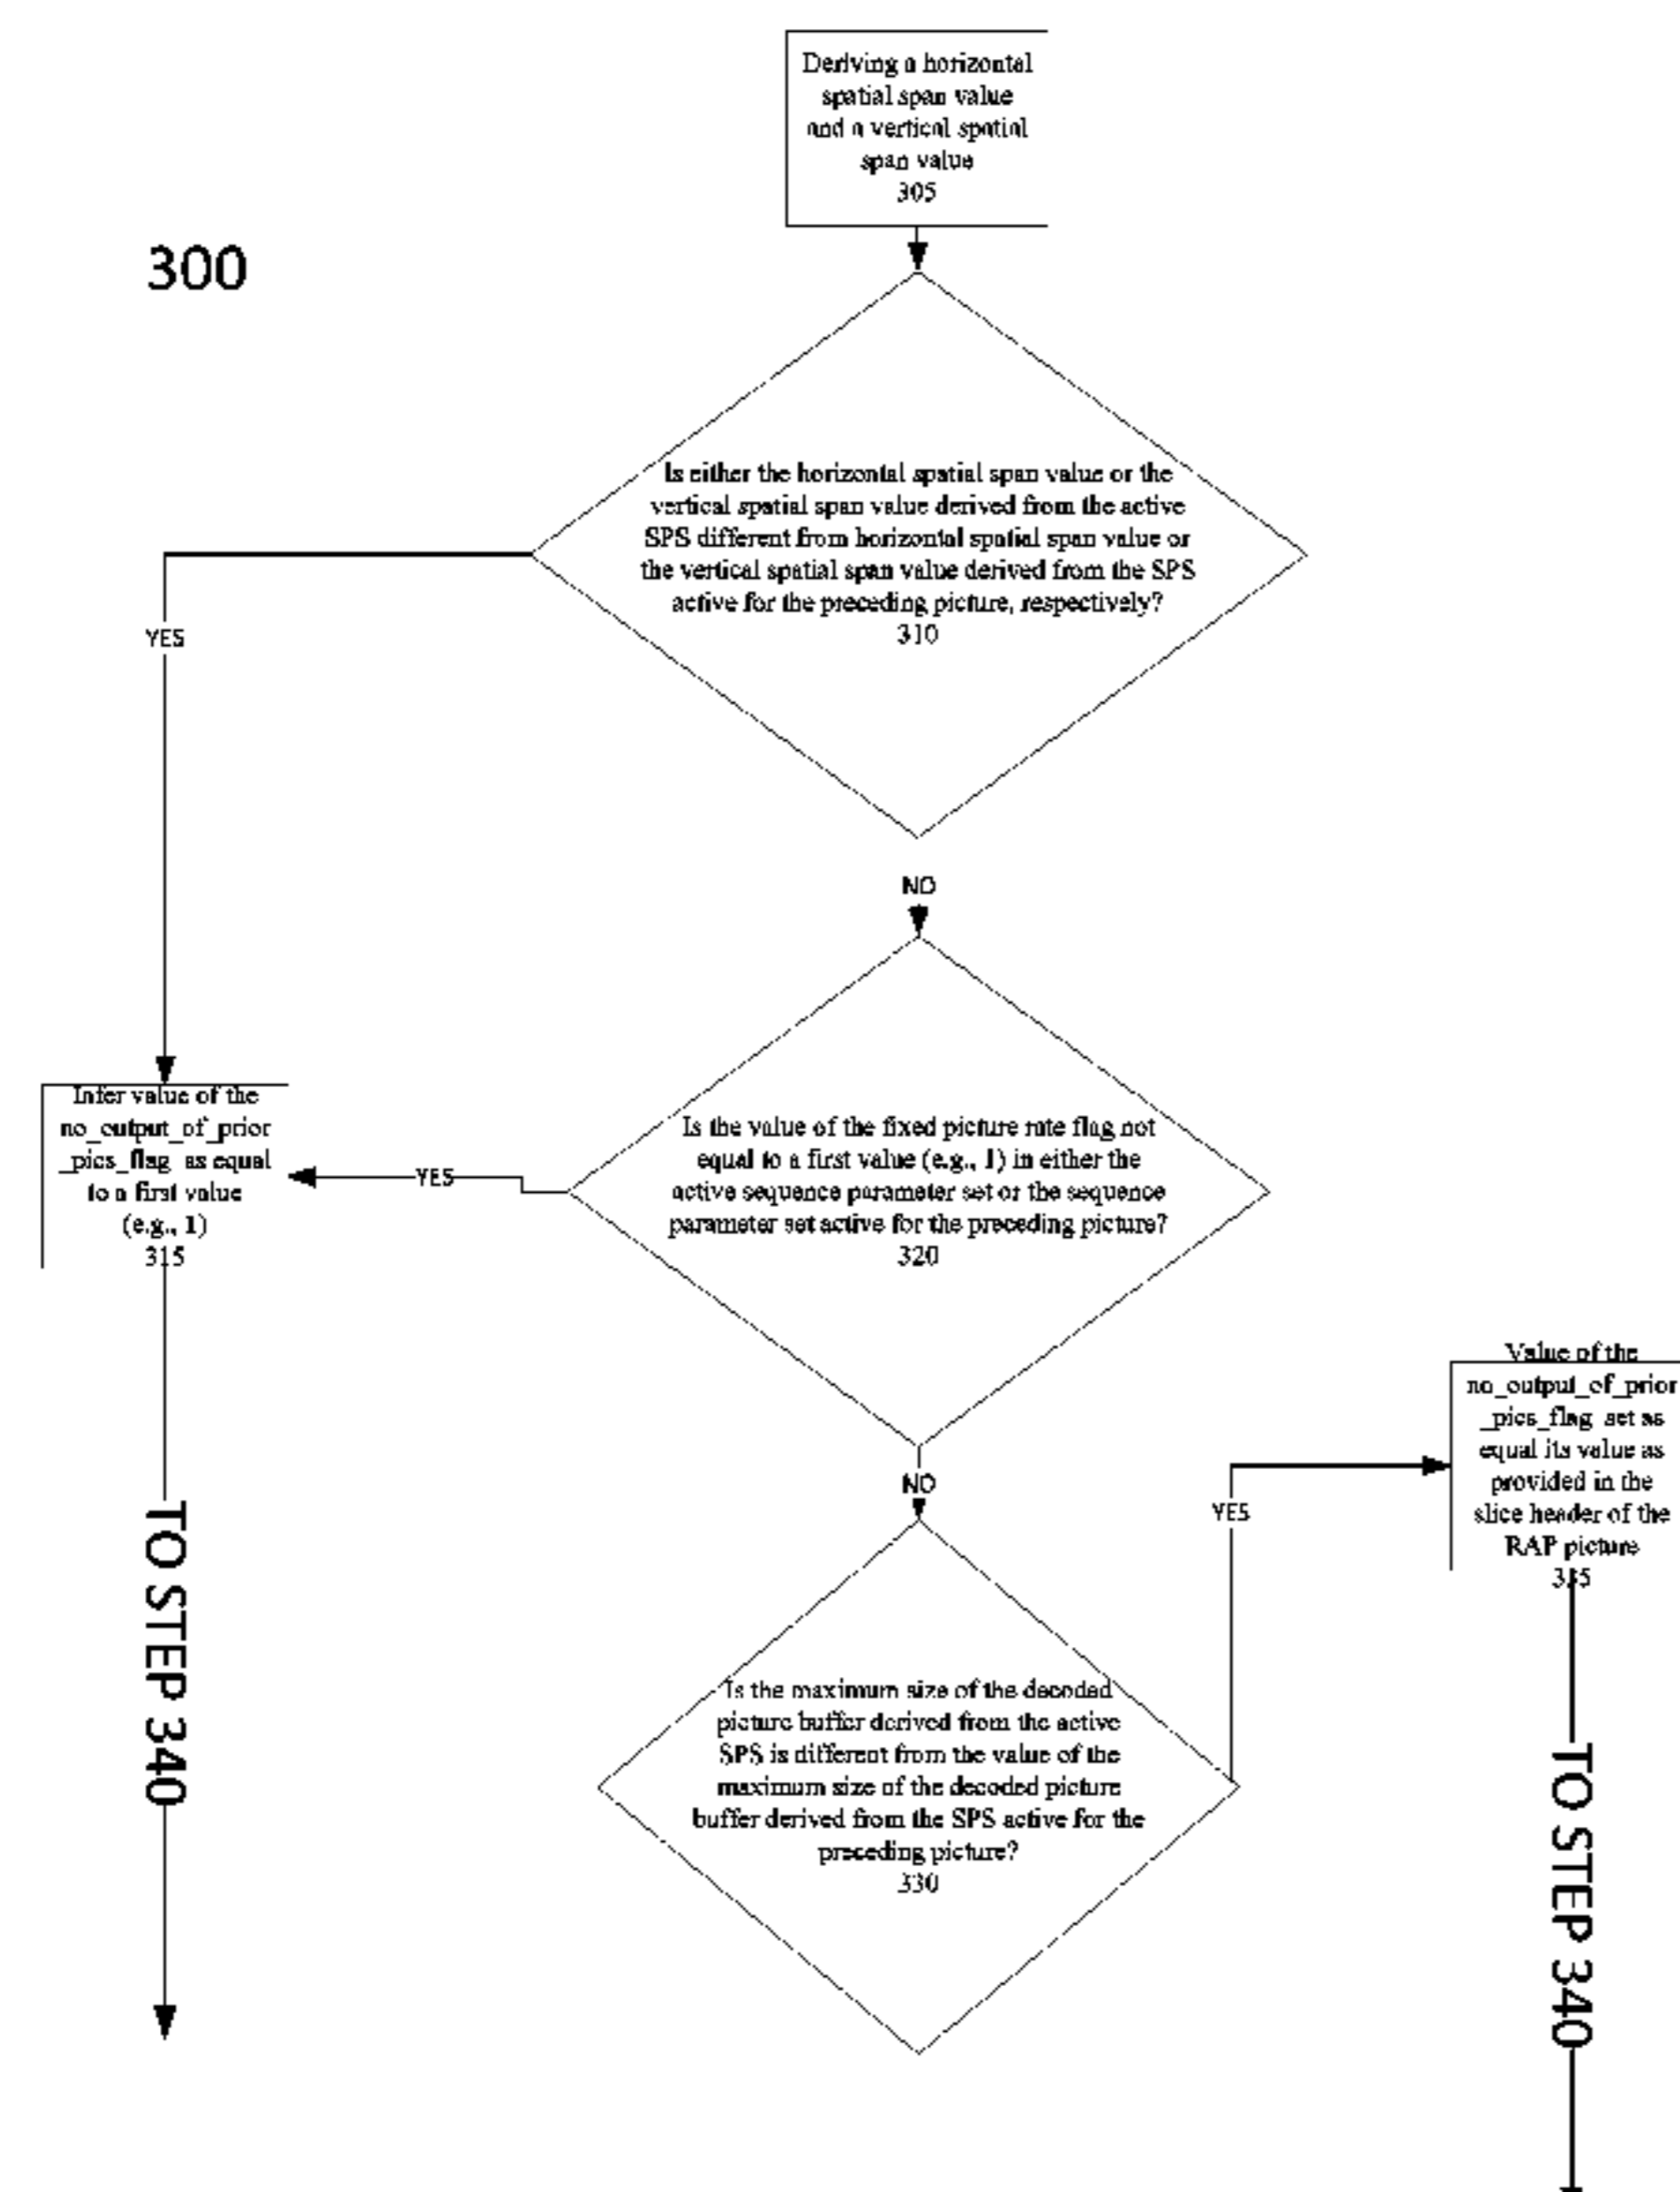 Deriving a horizontal
spatial span value
and a vertical spatial
span value
305
300
Is either the horizontal spatial span value or the
vertical spatial span value derived from the active
SPS different from horizontal spatial span value or
the vertical spatial span value derived from the SPS
active for the preceding picture, respectively?
310
YES
NO
Infer value of the
no_output_of_prior
_pics_flag as equal
to a first value
(e.g., 1)
315
YES
Is the value of the fixed picture rate flag not
equal to a first value (e.g., 1) in either the
active sequence parameter set or the sequence
parameter set active for the preceding picture?
320
Value of the
no_output_of_prior
_pics_flag set as
equal its value as
provided in the
slice header of the
RAP picture
335
NO
YES
TO STEP 340
Is the maximum size of the decoded
picture buffer derived from the active
SPS is different from the value of the
maximum size of the decoded picture
buffer derived from the SPS active for the
preceding picture?
330
TO STEP 340